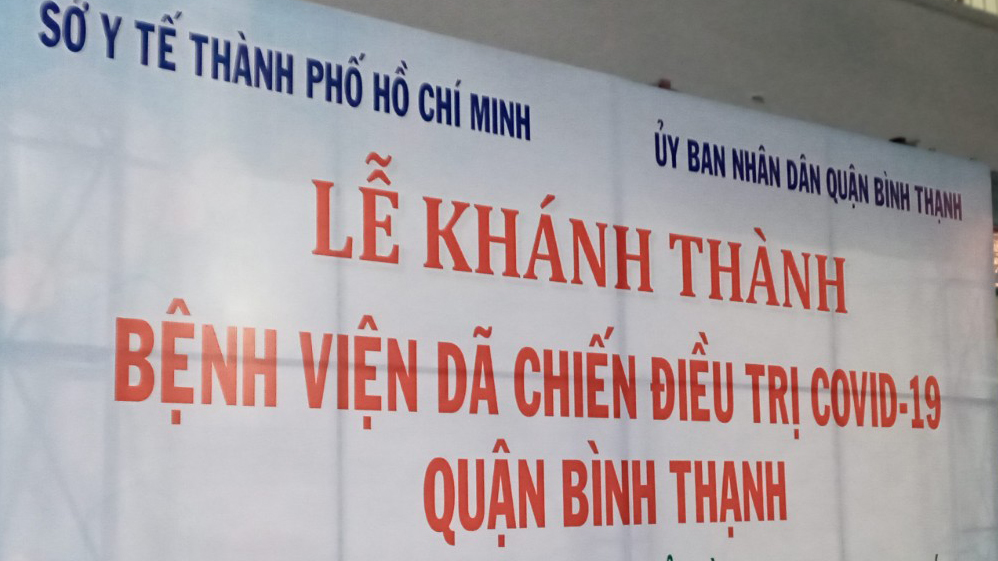 SỞ Y TẾ THÀNH PHỐ HỒ CHÍ MINH
ỦY BAN NHÂN DÂN QUẬN BÌNH THẠNH
LỄ KHÁNH THÀNH
BỆNH VIỆN DÃ CHIẾN ĐIỀU TRỊ COVID-19
QUẬN BÌNH THẠNH